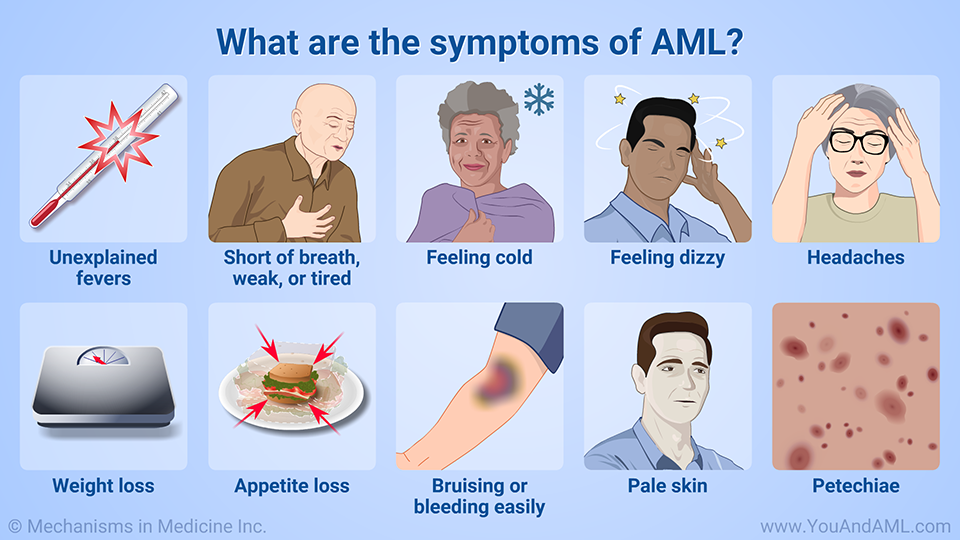 What are the symptoms of AML?
Unexplained
fevers
Short of breath,
weak, or tired
Feeling cold
Feeling dizzy
Headaches
Weight loss
Appetite loss
Bruising or
bleeding easily
Pale skin
Petechiae
© Mechanisms in Medicine Inc.
www.YouAndAML.com